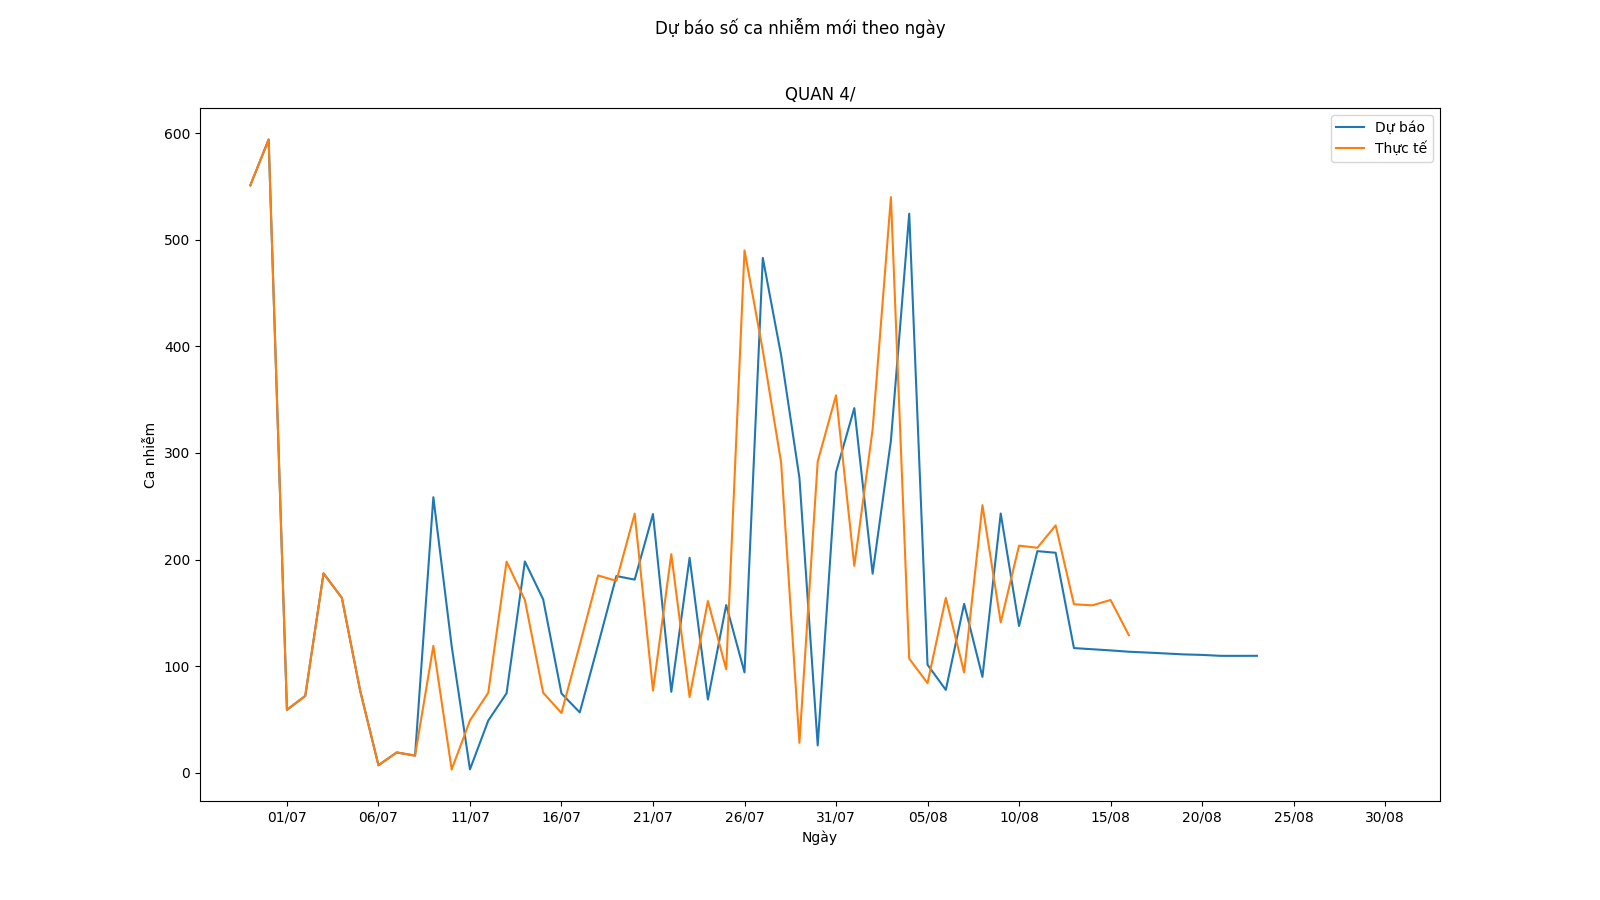 Dự báo số ca nhiễm mới theo ngày
QUAN 4/
Dự báo
Thực tế
Ca nhiễm
600
500
400
300
200
100
0
01/07 06/07 11/07 16/07 21/07 26/07 31/07 05/08 10/08 15/08 20/08 25/08 30/08
Ngày